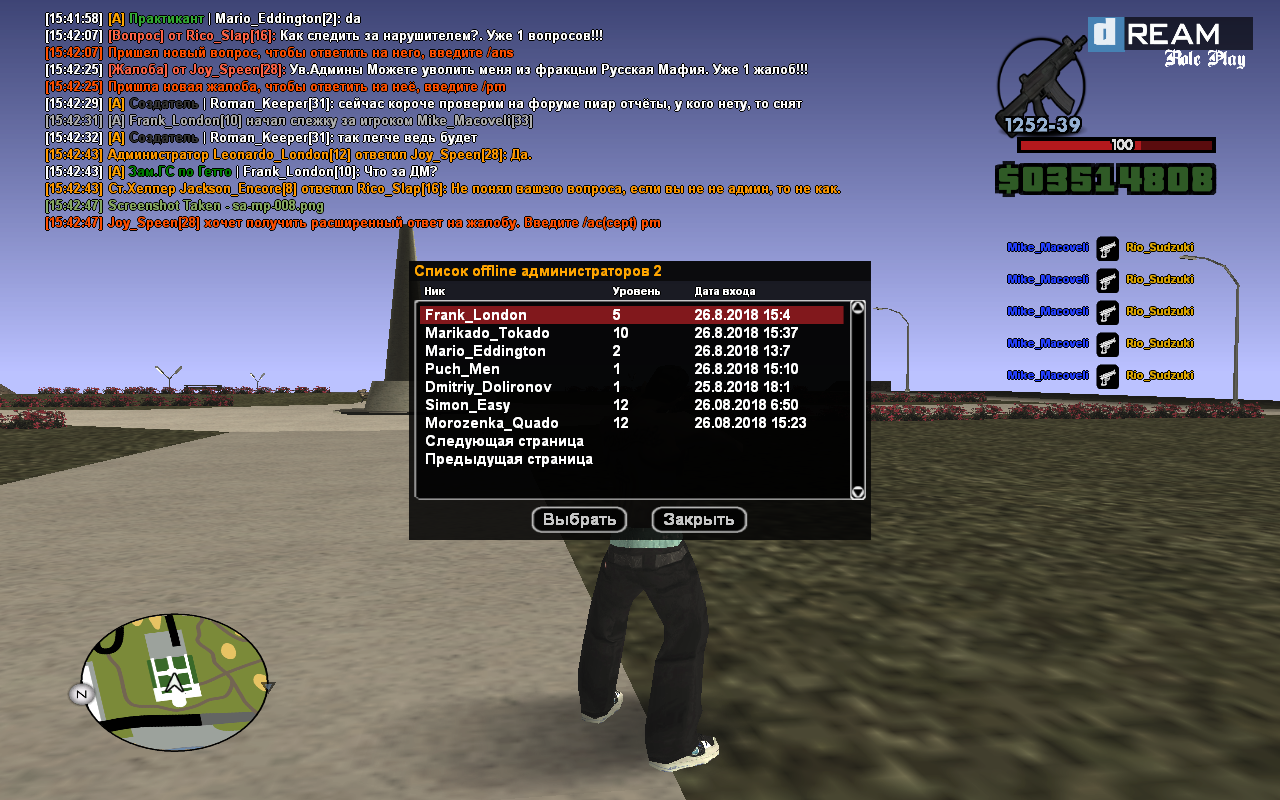 [15:41:58] [A] Практикант | Mario_Eddington[2]: da
[15:42:07] [Вопрос] от Rico_Slap[16]: Как следить за нарушителем?. Уже 1 вопросов!!!
[15:42:07] Пришел новый вопрос, чтобы ответить на него, введите /ans
[15:42:25] [Жалоба] от Joy_Speen[28]: Ув.Админы Можете уволить меня из фракцыи Русская Мафия. Уже 1 жалоб!!!
[15:42:25] Пришла новая жалоба, чтобы ответить на неё, введите /pm
[15:42:29] [A] Создатель | Roman_Keeper[31]: сейчас короче проверим на форуме пиар отчёты, у кого нету, то снят
[15:42:31] [A] Frank_London[10] начал слежку за игроком Mike_Macoveli[33]
[15:42:32] [A] Создатель | Roman_Keeper[31]: так легче ведь будет
[15:42:43] Администратор Leonardo_London[12] ответил Joy_Speen[28]: Да.
[15:42:43] [A] Зам.ГС по Гетто | Frank_London[10]: Что за ДМ?
[15:42:43] Ст.Хелпер Jackson_Encore[8] ответил Rico_Slap[16]: Не понял вашего вопроса, если вы не не админ, то не как.
[15:42:47] Screenshot Taken - sa-mp-008.png
[15:42:47] Joy_Speen[28] хочет получить расширенный ответ на жалобу. Введите /ac(cept) pm
d REAM
Role Play
1252-39
100
$03514808
Mike_Macoveli Rio_Sudzuki
Mike_Macoveli Rio_Sudzuki
Mike_Macoveli Rio_Sudzuki
Mike_Macoveli Rio_Sudzuki
Mike_Macoveli Rio_Sudzuki
Список offline администраторов 2
Ник Уровень Дата входа
Frank_London 5 26.8.2018 15:4
Marikado_Tokado 10 26.8.2018 15:37
Mario_Eddington 2 26.8.2018 13:7
Puch_Men 1 26.8.2018 15:10
Dmitriy_Dolironov 1 25.8.2018 18:1
Simon_Easy 12 26.08.2018 6:50
Morozenka_Quado 12 26.08.2018 15:23
Следующая страница
Предыдущая страница
Выбрать Закрыть
N